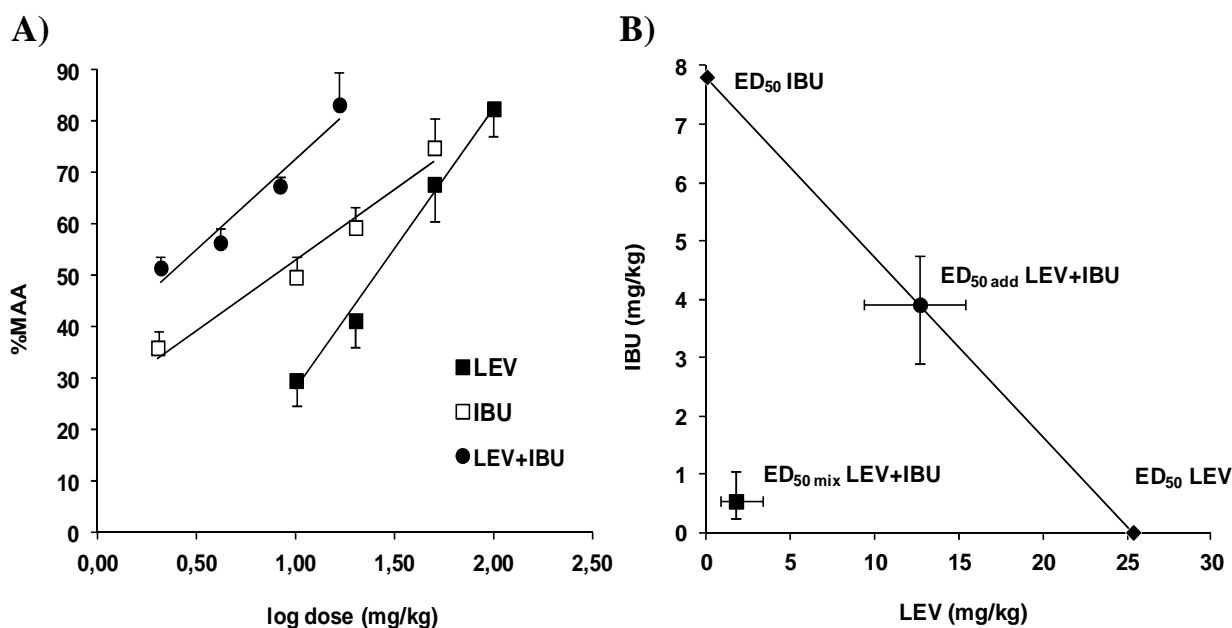 A)
90
80
70
60
50
40
30
20
10
0
%MAA
0,00 0,50 1,00 1,50 2,00 2,50
log dose (mg/kg)
LEV
IBU
LEV+IBU
B)
8
7
6
5
4
3
2
1
0
IBU (mg/kg)
0 5 10 15 20 25 30
LEV (mg/kg)
ED50 IBU
ED50 add LEV+IBU
ED50 mix LEV+IBU
ED50 LEV